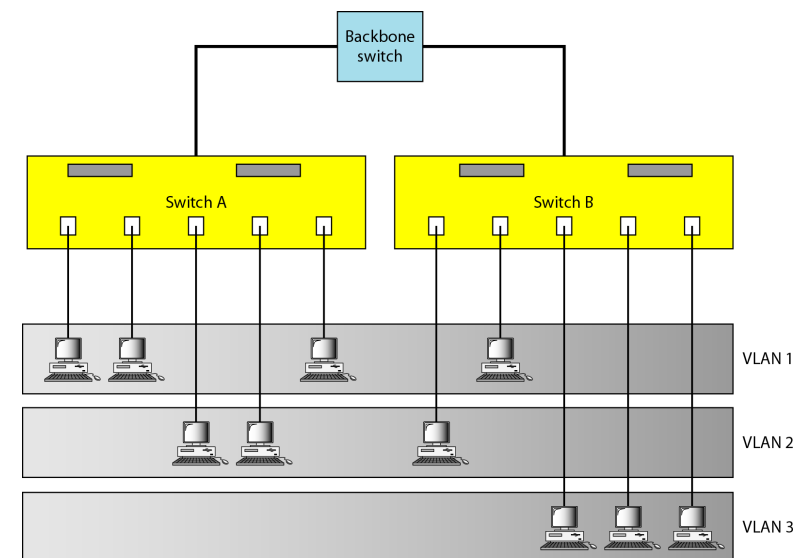 Backbone
switch
Switch A
Switch B
VLAN 1
VLAN 2
VLAN 3